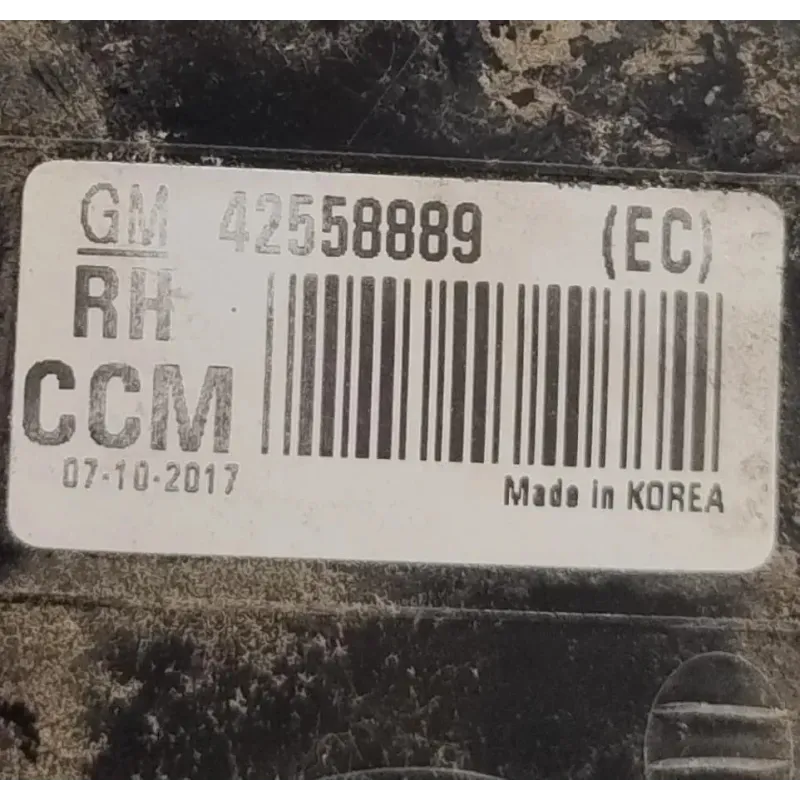 GM 42558889 (EC)
RH
CCM
07-10-2017
Made in KOREA